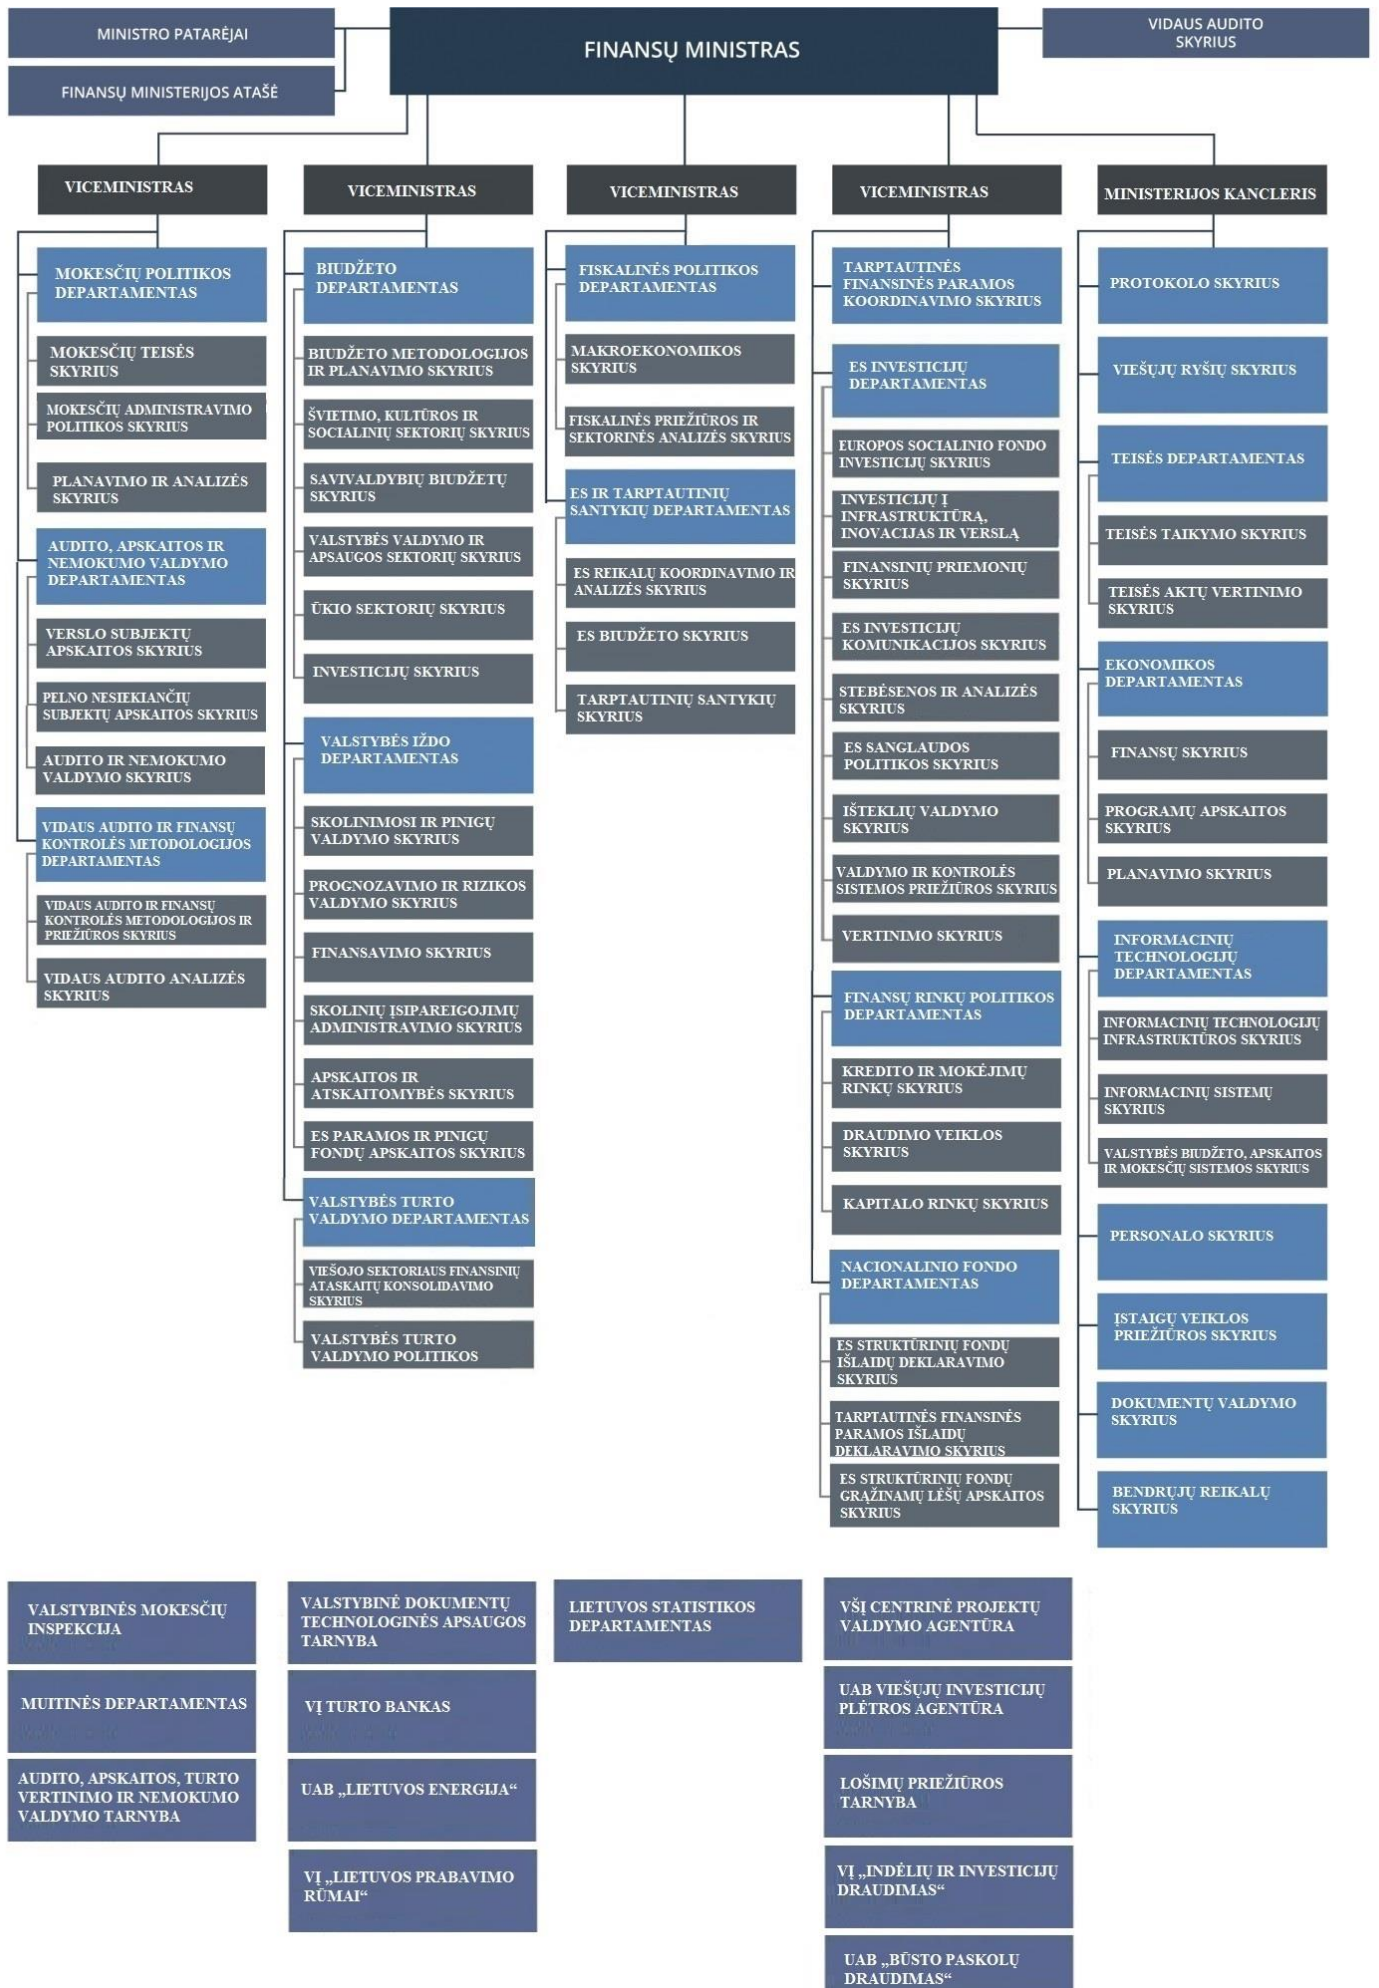 MINISTRO PATARĖJAI
FINANSŲ MINISTERIJOS ATAŠĖ
FINANSŲ MINISTRAS
VIDAUS AUDITO
SKYRIUS
VICEMINISTRAS
MOKESČIŲ POLITIKOS
DEPARTAMENTAS
MOKESČIŲ TEISĖS
SKYRIUS
MOKESČIŲ ADMINISTRAVIMO
POLITIKOS SKYRIUS
PLANAVIMO IR ANALIZĖS
SKYRIUS
AUDITO, APSKAITOS IR
NEMOKUMO VALDYMO
DEPARTAMENTAS
VERSLO SUBJEKTŲ
APSKAITOS SKYRIUS
PELNO NESIEKIANČIŲ
SUBJEKTŲ APSKAITOS SKYRIUS
AUDITO IR NEMOKUMO
VALDYMO SKYRIUS
VIDAUS AUDITO IR FINANSŲ
KONTROLĖS METODOLOGIJOS
DEPARTAMENTAS
VIDAUS AUDITO IR FINANSŲ
KONTROLĖS METODOLOGIJOS IR
PRIEŽIŪROS SKYRIUS
VIDAUS AUDITO ANALIZĖS
SKYRIUS
VICEMINISTRAS
BIUDŽETO
DEPARTAMENTAS
BIUDŽETO METODOLOGIJOS
IR PLANAVIMO SKYRIUS
ŠVIETIMO, KULTŪROS IR
SOCIALINIŲ SEKTORIŲ SKYRIUS
SAVIVALDYBIŲ BIUDŽETŲ
SKYRIUS
VALSTYBĖS VALDYMO IR
APSAUGOS SEKTORIŲ SKYRIUS
ŪKIO SEKTORIŲ SKYRIUS
INVESTICIJŲ SKYRIUS
VALSTYBĖS IŽDO
DEPARTAMENTAS
SKOLINIMOSI IR PINIGŲ
VALDYMO SKYRIUS
PROGNOZAVIMO IR RIZIKOS
VALDYMO SKYRIUS
FINANSAVIMO SKYRIUS
SKOLINIŲ ĮSIPAREIGOJIMŲ
ADMINISTRAVIMO SKYRIUS
APSKAITOS IR
ATSKAITOMYBĖS SKYRIUS
ES PARAMOS IR PINIGŲ
FONDŲ APSKAITOS SKYRIUS
VALSTYBĖS TURTO
VALDYMO DEPARTAMENTAS
VIEŠOJO SEKTORIAUS FINANSINIŲ
ATASKAITŲ KONSOLIDAVIMO
SKYRIUS
VALSTYBĖS TURTO
VALDYMO POLITIKOS
VICEMINISTRAS
FISKALINĖS POLITIKOS
DEPARTAMENTAS
MAKROEKONOMIKOS
SKYRIUS
FISKALINĖS PRIEŽIŪROS IR
SEKTORINĖS ANALIZĖS SKYRIUS
ES IR TARPTAUTINIŲ
SANTYKIŲ DEPARTAMENTAS
ES REIKALŲ KOORDINAVIMO IR
ANALIZĖS SKYRIUS
ES BIUDŽETO SKYRIUS
TARPTAUTINIŲ SANTYKIŲ
SKYRIUS
VICEMINISTRAS
TARPTAUTINĖS
FINANSINĖS PARAMOS
KOORDINAVIMO SKYRIUS
ES INVESTICIJŲ
DEPARTAMENTAS
EUROPOS SOCIALINIO FONDO
INVESTICIJŲ SKYRIUS
INVESTICIJŲ Į
INFRASTRUKTŪRĄ,
INOVACIJAS IR VERSLĄ
FINANSINIŲ PRIEMONIŲ
SKYRIUS
ES INVESTICIJŲ
KOMUNIKACIJOS SKYRIUS
STEBĖSENOS IR ANALIZĖS
SKYRIUS
ES SANGLAUDOS
POLITIKOS SKYRIUS
IŠTEKLIŲ VALDYMO
SKYRIUS
VALDYMO IR KONTROLĖS
SISTEMOS PRIEŽIŪROS SKYRIUS
VERTINIMO SKYRIUS
FINANSŲ RINKŲ POLITIKOS
DEPARTAMENTAS
KREDITO IR MOKĖJIMŲ
RINKŲ SKYRIUS
DRAUDIMO VEIKLOS
SKYRIUS
KAPITALO RINKŲ SKYRIUS
NACIONALINIO FONDO
DEPARTAMENTAS
ES STRUKTŪRINIŲ FONDŲ
IŠLAIDŲ DEKLARAVIMO
SKYRIUS
TARPTAUTINĖS FINANSINĖS
PARAMOS IŠLAIDŲ
DEKLARAVIMO SKYRIUS
ES STRUKTŪRINIŲ FONDŲ
GRĄŽINAMŲ LĖŠŲ APSKAITOS
SKYRIUS
MINISTERIJOS KANCLERIS
PROTOKOLO SKYRIUS
VIEŠŲJŲ RYŠIŲ SKYRIUS
TEISĖS DEPARTAMENTAS
TEISĖS TAIKYMO SKYRIUS
TEISĖS AKTŲ VERTINIMO
SKYRIUS
EKONOMIKOS
DEPARTAMENTAS
FINANSŲ SKYRIUS
PROGRAMŲ APSKAITOS
SKYRIUS
PLANAVIMO SKYRIUS
INFORMACINIŲ
TECHNOLOGIJŲ
DEPARTAMENTAS
INFORMACINIŲ TECHNOLOGIJŲ
INFRASTRUKTŪROS SKYRIUS
INFORMACINIŲ SISTEMŲ
SKYRIUS
VALSTYBĖS BIUDŽETO, APSKAITOS
IR MOKESČIŲ SISTEMOS SKYRIUS
PERSONALO SKYRIUS
ĮSTAIGŲ VEIKLOS
PRIEŽIŪROS SKYRIUS
DOKUMENTŲ VALDYMO
SKYRIUS
BENDRŲJŲ REIKALŲ
SKYRIUS
VALSTYBINĖS MOKESČIŲ
INSPEKCIJA
MUITINĖS DEPARTAMENTAS
AUDITO, APSKAITOS, TURTO
VERTINIMO IR NEMOKUMO
VALDYMO TARNYBA
VALSTYBINĖ DOKUMENTŲ
TECHNOLOGINĖS APSAUGOS
TARNYBA
VĮ TURTO BANKAS
UAB „LIETUVOS ENERGIJA“
VĮ „LIETUVOS PRABAVIMO
RŪMAI“
LIETUVOS STATISTIKOS
DEPARTAMENTAS
VŠĮ CENTRINĖ PROJEKTŲ
VALDYMO AGENTŪRA
UAB VIEŠŲJŲ INVESTICIJŲ
PLĖTROS AGENTŪRA
LOŠIMŲ PRIEŽIŪROS
TARNYBA
VĮ „INDĖLIŲ IR INVESTICIJŲ
DRAUDIMAS“
UAB „BŪSTO PASKOLŲ
DRAUDIMAS“